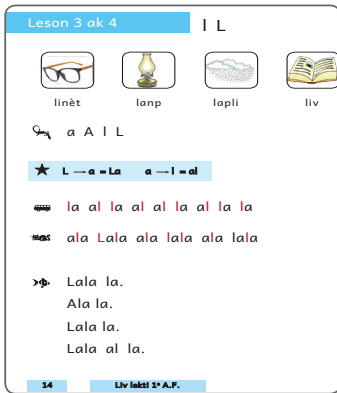 Leson 3 ak 4
l L
linèt lanp lapli liv
a A l L
L → a = La a → l = al
la al la al al la al la la
ala Lala ala lala ala lala
Lala la.
Ala la.
Lala la.
Lala al la.
14 Liv lekti 1e A.F.